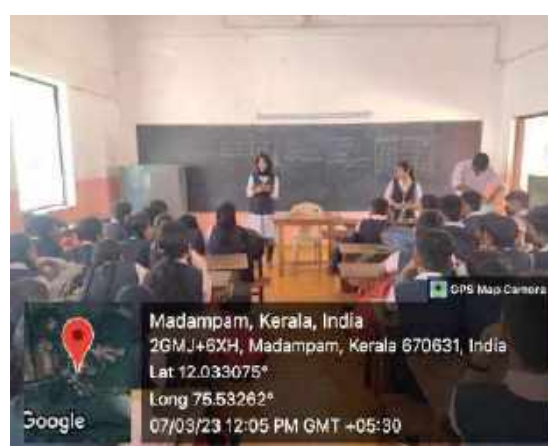 GPS Map Camera
Madampam, Kerala, India
2GMJ+6XH, Madampam, Kerala 670631, India
Lat 12.033075°
Long 75.53262°
07/03/23 12:05 PM GMT +05:30
Google